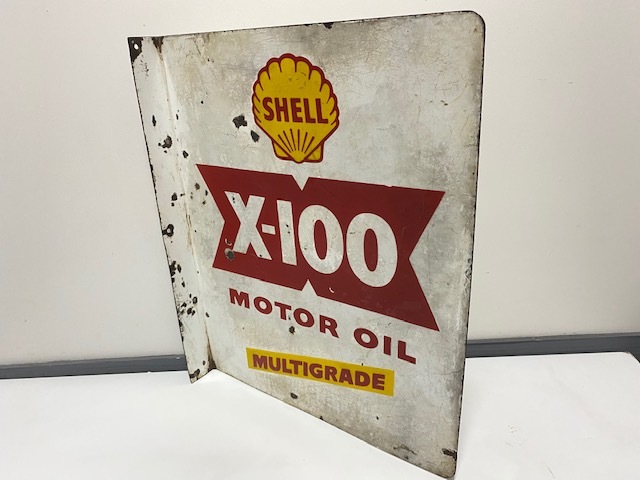 SHELL
X-100
MOTOR OIL
MULTIGRADE